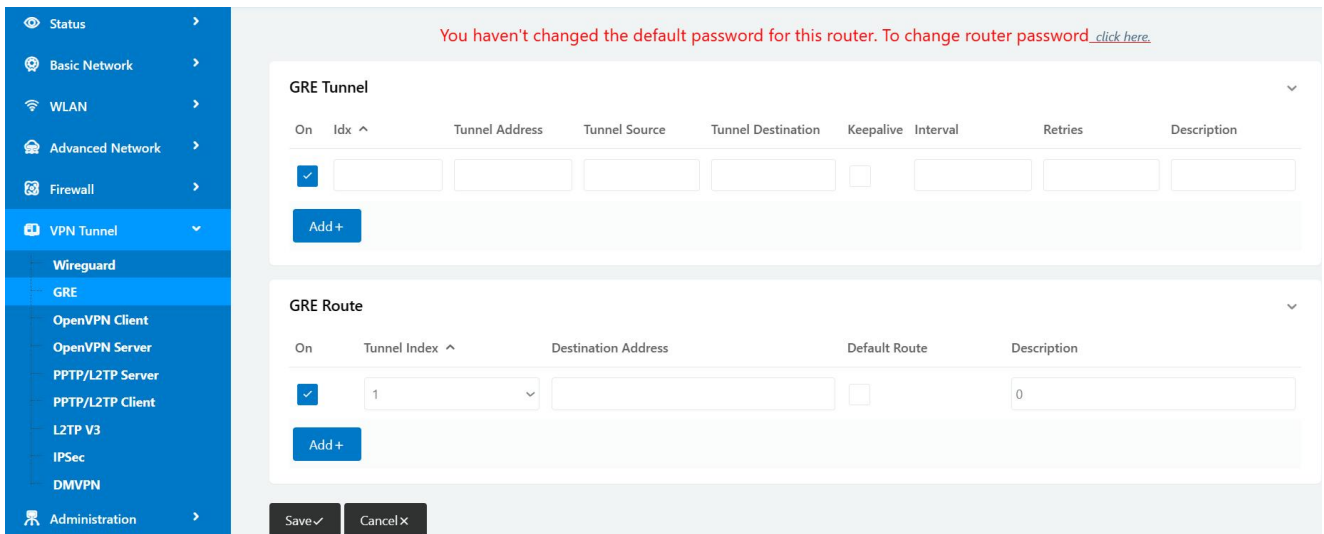 Status
Basic Network
WLAN
Advanced Network
Firewall
VPN Tunnel
Wireguard
GRE
OpenVPN Client
OpenVPN Server
PPTP/L2TP Server
PPTP/L2TP Client
L2TP V3
IPSec
DMVPN
Administration
You haven't changed the default password for this router. To change router password click here.
GRE Tunnel
On Idx Tunnel Address Tunnel Source Tunnel Destination Keepalive Interval Retries Description
Add+
GRE Route
On Tunnel Index Destination Address Default Route Description
1 0
Add+
Save Cancel